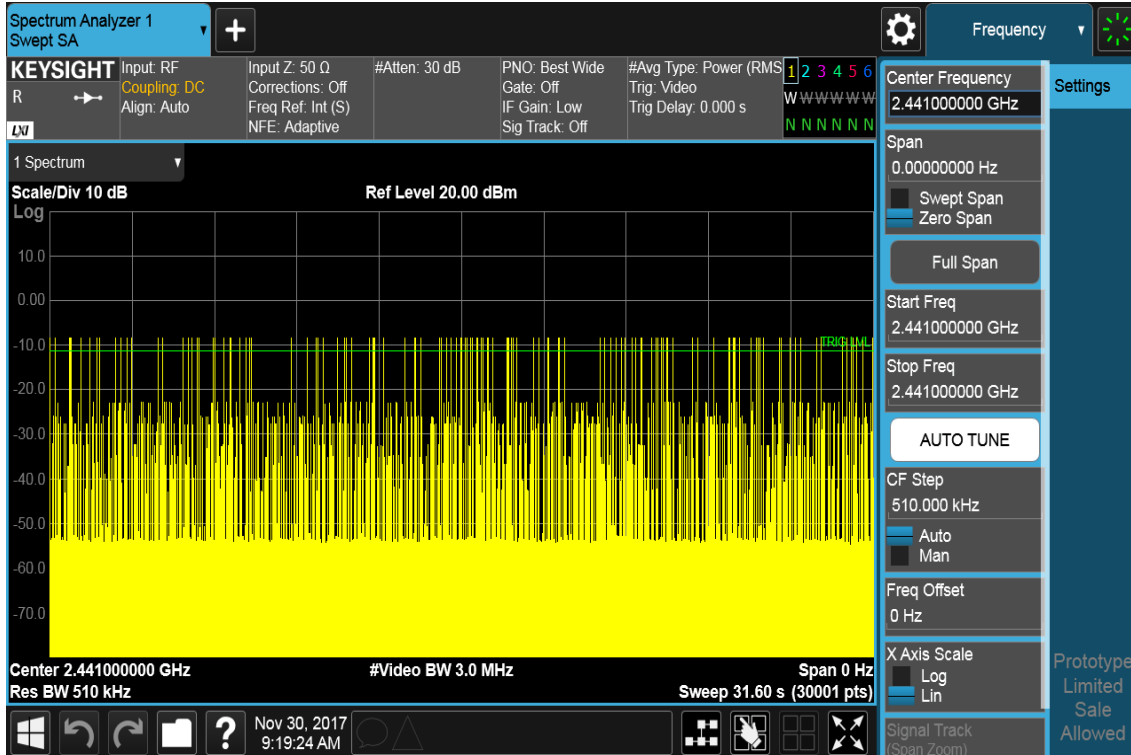 Spectrum Analyzer 1
Swept SA
Frequency
KEYSIGHT
R
LXI
Input: RF
Coupling: DC
Align: Auto
Input Z: 50 Ω
Corrections: Off
Freq Ref: Int (S)
NFE: Adaptive
#Atten: 30 dB
PNO: Best Wide
Gate: Off
IF Gain: Low
Sig Track: Off
#Avg Type: Power (RMS
Trig: Video
Trig Delay: 0.000 s
1 2 3 4 5 6
W W W W W W
N N N N N N
1 Spectrum
Scale/Div 10 dB
Ref Level 20.00 dBm
Log
10.0
0.00
-10.0
-20.0
-30.0
-40.0
-50.0
-60.0
-70.0
TRIG LVL
Center 2.441000000 GHz
#Video BW 3.0 MHz
Span 0 Hz
Res BW 510 kHz
Sweep 31.60 s (30001 pts)
Nov 30, 2017
9:19:24 AM
?
Center Frequency
2.441000000 GHz
Span
0.00000000 Hz
Swept Span
Zero Span
Full Span
Start Freq
2.441000000 GHz
Stop Freq
2.441000000 GHz
AUTO TUNE
CF Step
510.000 kHz
Auto
Man
Freq Offset
0 Hz
X Axis Scale
Log
Lin
Signal Track
(Span Zoom)
Settings
Prototype
Limited
Sale
Allowed